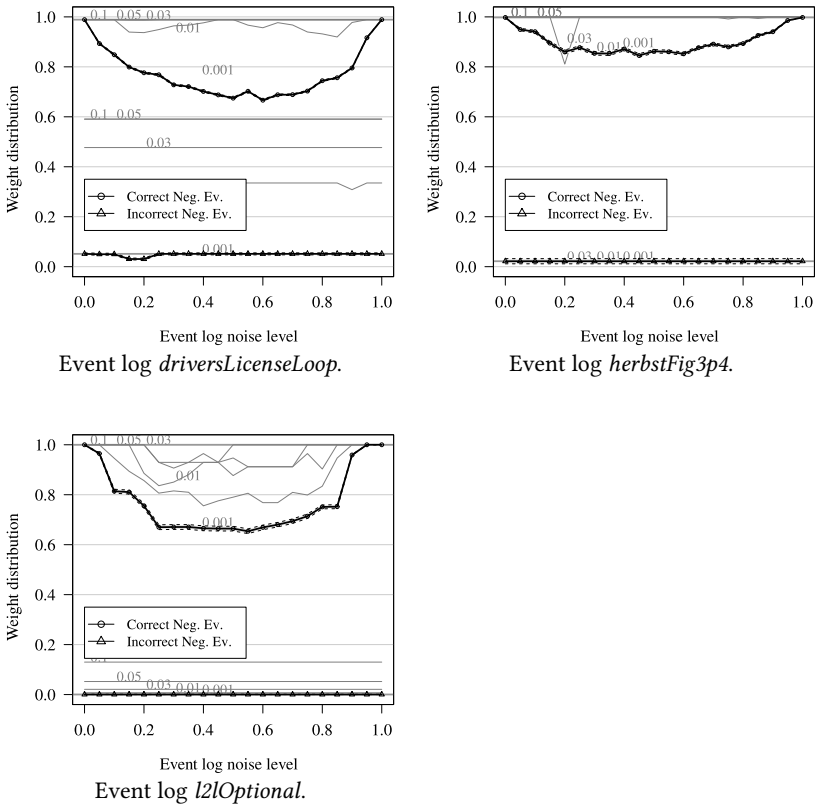 0.1 0.05 0.03
0.01
0.001
0.1 0.05
0.03
0.001
1.0
0.8
0.6
0.4
0.2
0.0
Weight distribution
Correct Neg. Ev.
Incorrect Neg. Ev.
0.0 0.2 0.4 0.6 0.8 1.0
Event log noise level
Event log driversLicenseLoop.
0.1 0.05
0.03
0.01 0.001
0.03 0.01 0.001
1.0
0.8
0.6
0.4
0.2
0.0
Weight distribution
Correct Neg. Ev.
Incorrect Neg. Ev.
0.0 0.2 0.4 0.6 0.8 1.0
Event log noise level
Event log herbstFig3p4.
0.1 0.05 0.03
0.01
0.001
0.1
0.05
0.03
0.01 0.001
1.0
0.8
0.6
0.4
0.2
0.0
Weight distribution
Correct Neg. Ev.
Incorrect Neg. Ev.
0.0 0.2 0.4 0.6 0.8 1.0
Event log noise level
Event log l2lOptional.